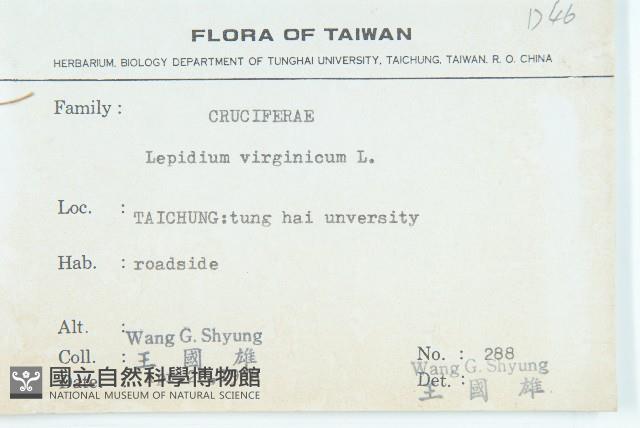 D46
FLORA OF TAIWAN
HERBARIUM, BIOLOGY DEPARTMENT OF TUNGHAI UNIVERSITY, TAICHUNG, TAIWAN, R. O. CHINA
Family : CRUCIFERAE
Lepidium virginicum L.
Loc. : TAICHUNG:tung hai unversity
Hab. : roadside
Alt. :
Wang G. Shyung
Coll. : 王 國 雄
No. : 288
Wang G. Shyung
Det. : 王 國 雄
Date
國立自然科學博物館
NATIONAL MUSEUM OF NATURAL SCIENCE